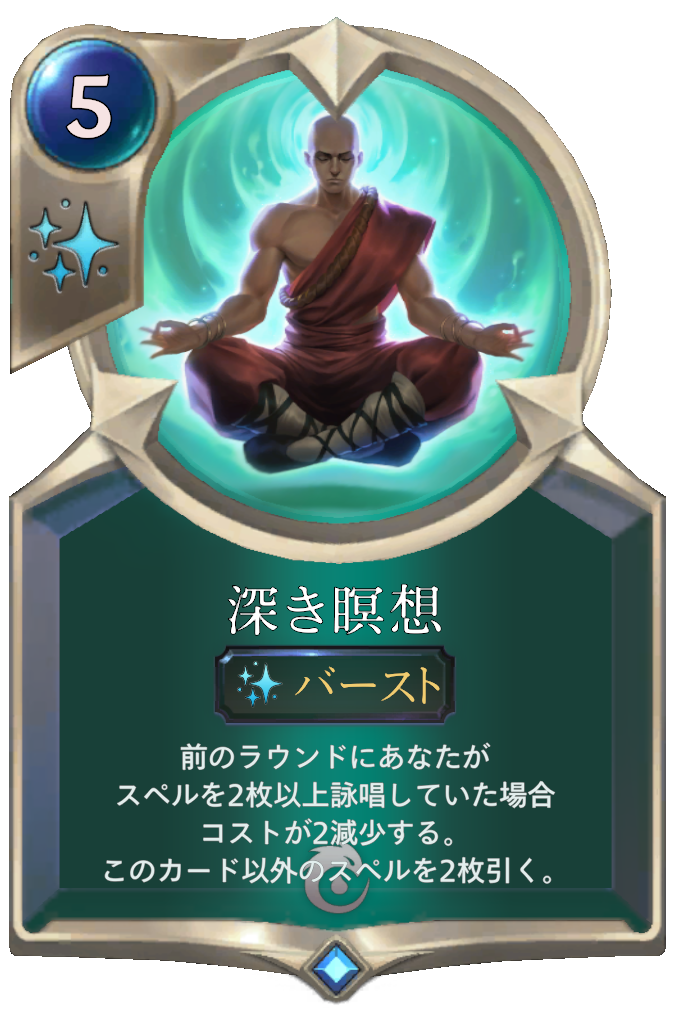 5
深き瞑想
バースト
前のラウンドにあなたが
スペルを2枚以上詠唱していた場合
コストが2減少する。
このカード以外のスペルを2枚引く。